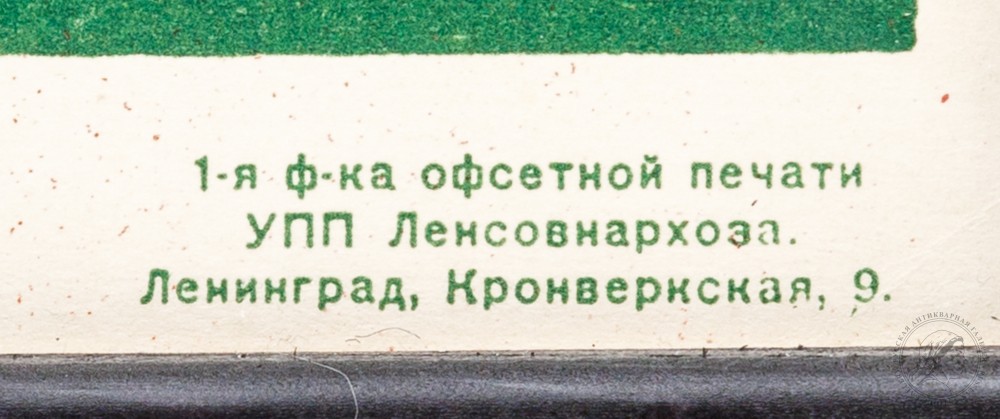 1-я ф-ка офсетной печати
УПП Ленсовнархоза.
Ленинград, Кронверкская, 9.